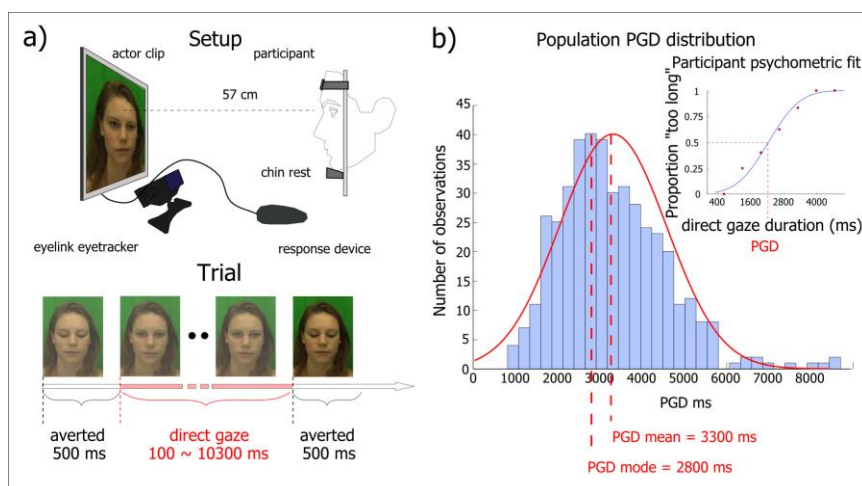 a)
Setup
actor clip
participant
57 cm
chin rest
eyelink eyetracker
response device
Trial
averted
500 ms
direct gaze
100 ~ 10300 ms
averted
500 ms
b)
Population PGD distribution
Number of observations
45
40
35
30
25
20
15
10
5
0
0 1000 2000 3000 4000 5000 6000 7000 8000
PGD ms
PGD mean = 3300 ms
PGD mode = 2800 ms
Participant psychometric fit
Proportion "too long"
1
0.75
0.5
0.25
0
400 1600 2800 4000
direct gaze duration (ms)
PGD